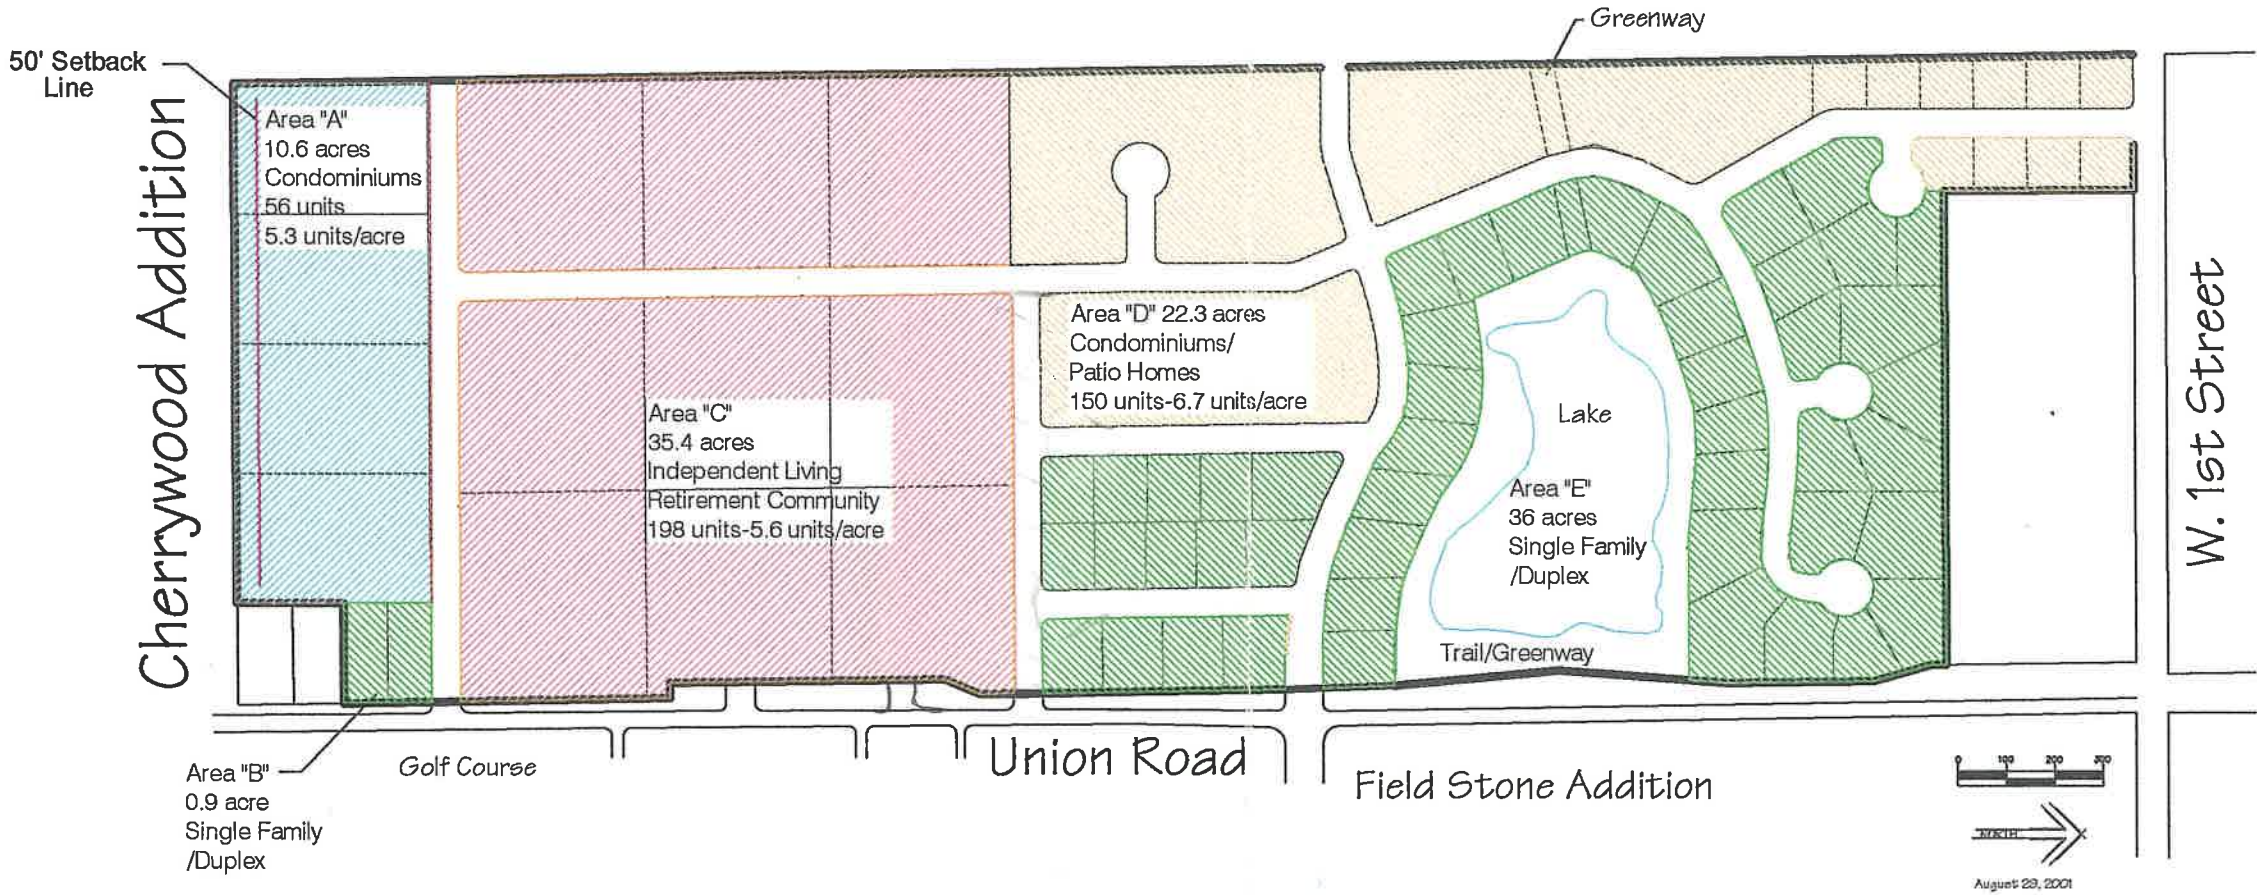 Greenway
50' Setback
Line
Cherrywood Addition
Area "A"
10.6 acres
Condominiums
56 units
5.3 units/acre
Area "D" 22.3 acres
Condominiums/
Patio Homes
150 units-6.7 units/acre
Area "C"
35.4 acres
Independent Living
Retirement Community
198 units-5.6 units/acre
Lake
Area "E"
36 acres
Single Family
/Duplex
Trail/Greenway
W. 1st Street
Golf Course
Union Road
Field Stone Addition
Area "B"
0.9 acre
Single Family
/Duplex
0 100 200 300
NORTH
August 29, 2001